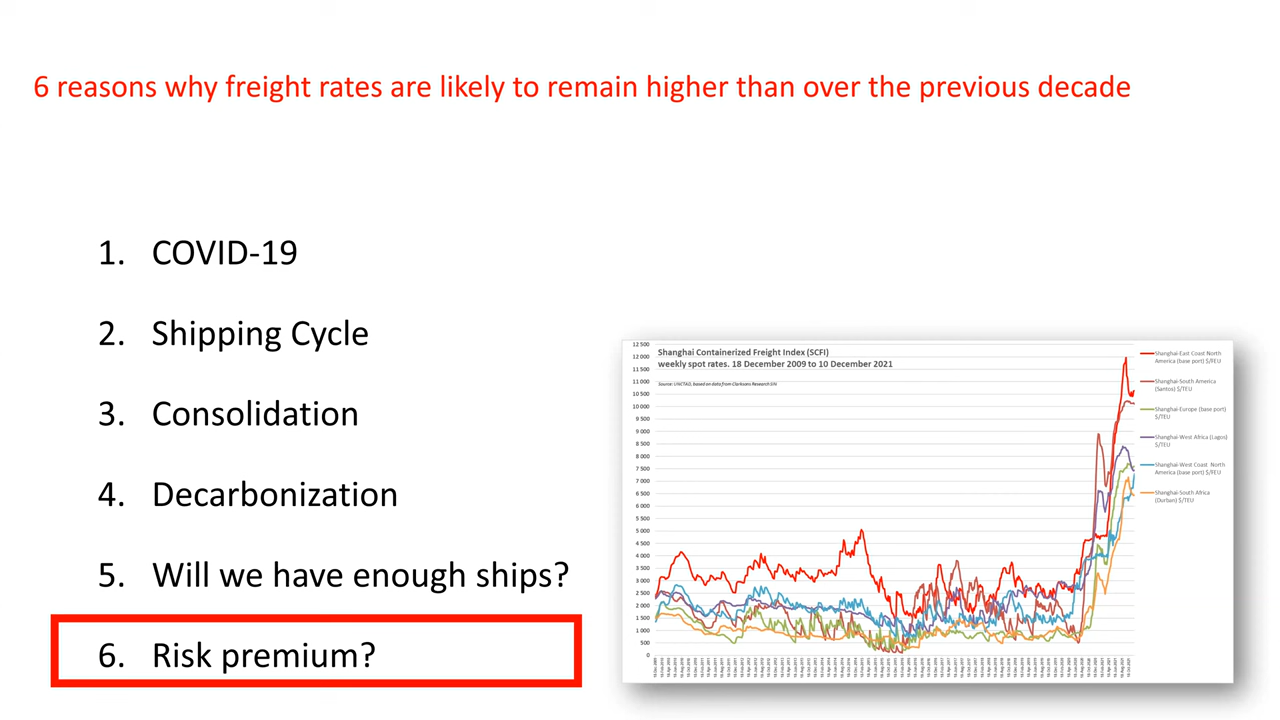 6 reasons why freight rates are likely to remain higher than over the previous decade
1. COVID-19
2. Shipping Cycle
3. Consolidation
4. Decarbonization
5. Will we have enough ships?
6. Risk premium?
Shanghai Containerized Freight Index (SCFI)
weekly spot rates. 18 December 2009 to 10 December 2021
Source: UNCTAD, based on data from Clarksons Research SIN
12 500
12 000
11 500
11 000
10 500
10 000
9 500
9 000
8 500
8 000
7 500
7 000
6 500
6 000
5 500
5 000
4 500
4 000
3 500
3 000
2 500
2 000
1 500
1 000
500
0
Shanghai-East Coast North
America (base port) $/FEU
Shanghai-South America
(Santos) $/TEU
Shanghai-Europe (base port)
$/TEU
Shanghai-West Africa (Lagos)
$/TEU
Shanghai-West Coast North
America (base port) $/FEU
Shanghai-South Africa
(Durban) $/TEU